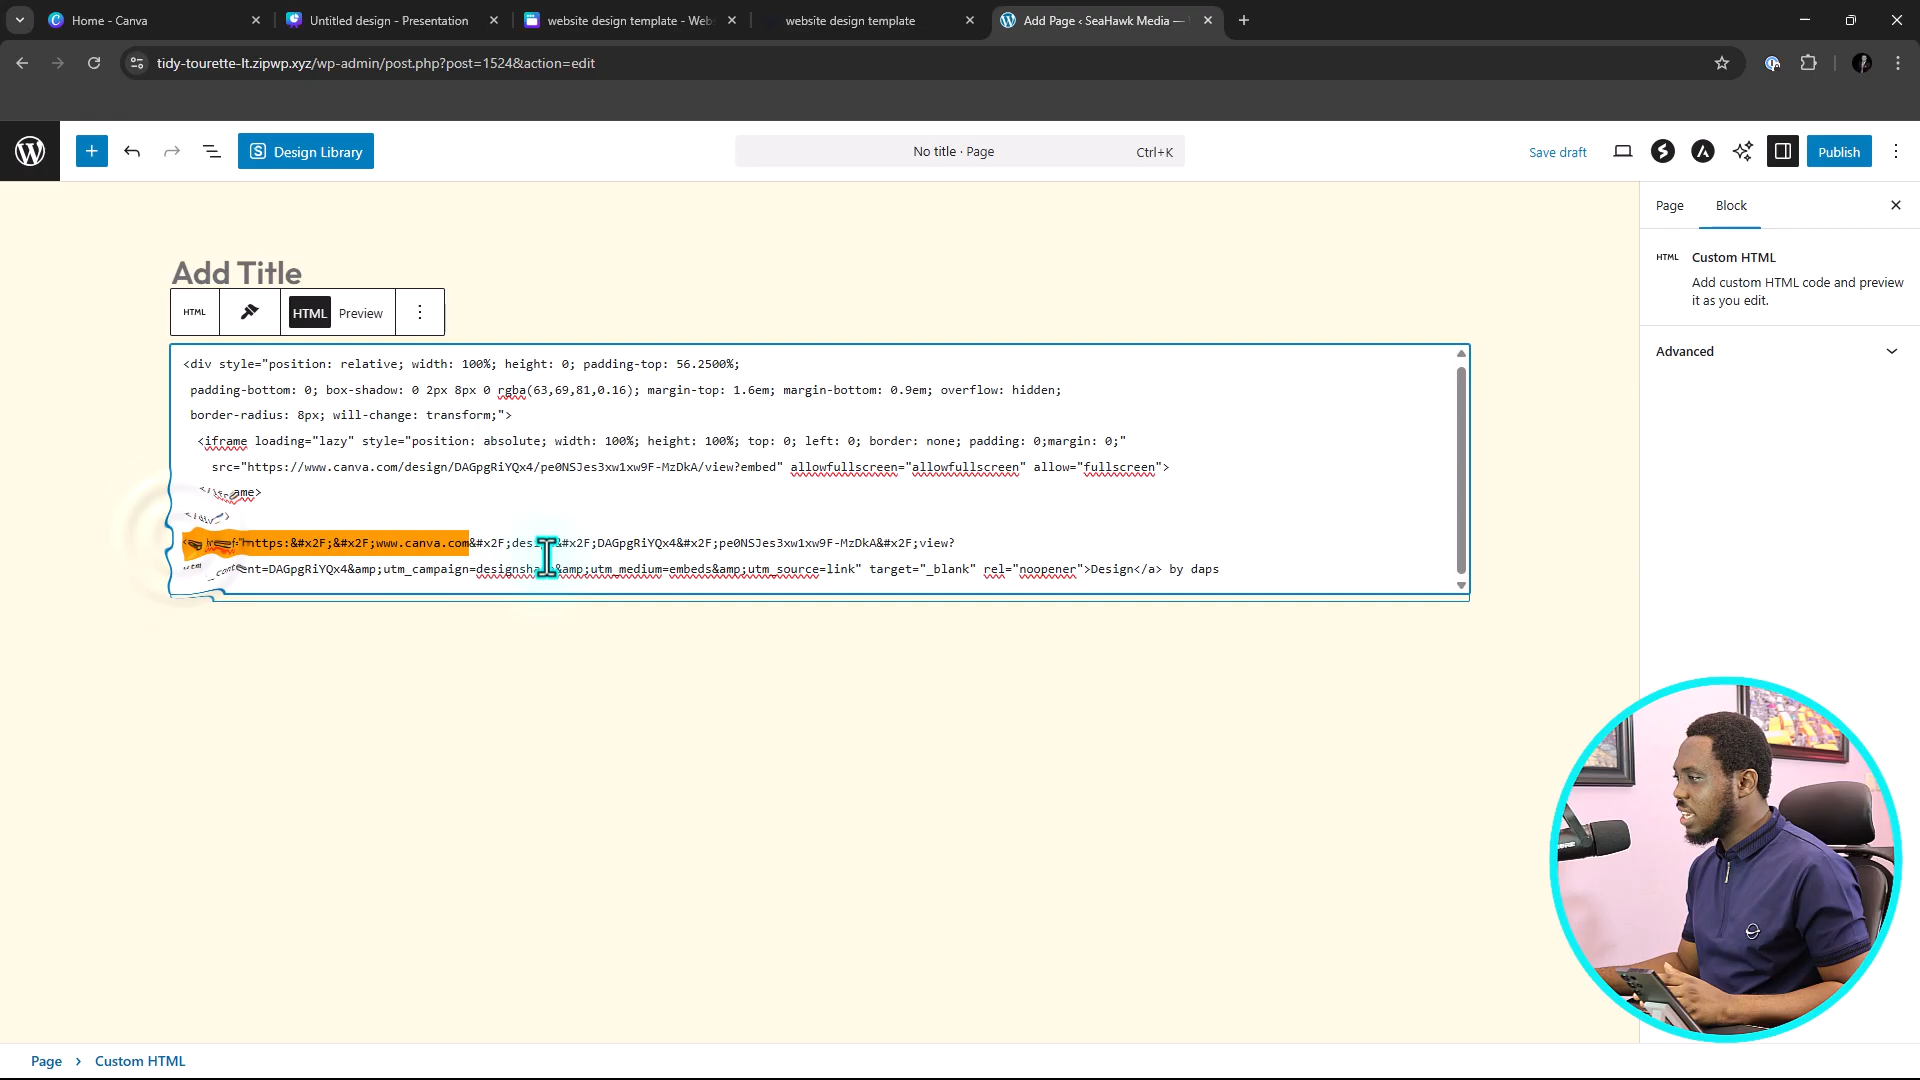 Home - Canva
Untitled design - Presentation
website design template - Web
website design template
Add Page ‹ SeaHawk Media —
tidy-tourette-lt.zipwp.xyz/wp-admin/post.php?post=1524&action=edit
Design Library
No title · Page
Ctrl+K
Save draft
Publish
Page
Block
HTML
Custom HTML
Add custom HTML code and preview
it as you edit.
Advanced
Add Title
HTML
HTML
Preview
<div style="position: relative; width: 100%; height: 0; padding-top: 56.2500%;
padding-bottom: 0; box-shadow: 0 2px 8px 0 rgba(63,69,81,0.16); margin-top: 1.6em; margin-bottom: 0.9em; overflow: hidden;
border-radius: 8px; will-change: transform;">
<iframe loading="lazy" style="position: absolute; width: 100%; height: 100%; top: 0; left: 0; border: none; padding: 0;margin: 0;"
src="https://www.canva.com/design/DAGpgRiYQx4/pe0NSJes3xw1xw9F-MzDkA/view?embed" allowfullscreen="allowfullscreen" allow="fullscreen">
https:&#x2F;&#x2F;www.canva.com&#x2F;design&#x2F;DAGpgRiYQx4&#x2F;pe0NSJes3xw1xw9F-MzDkA&#x2F;view?
utm_content=DAGpgRiYQx4&amp;utm_campaign=designshare&amp;utm_medium=embeds&amp;utm_source=link" target="_blank" rel="noopener">Design</a> by daps
Page
Custom HTML